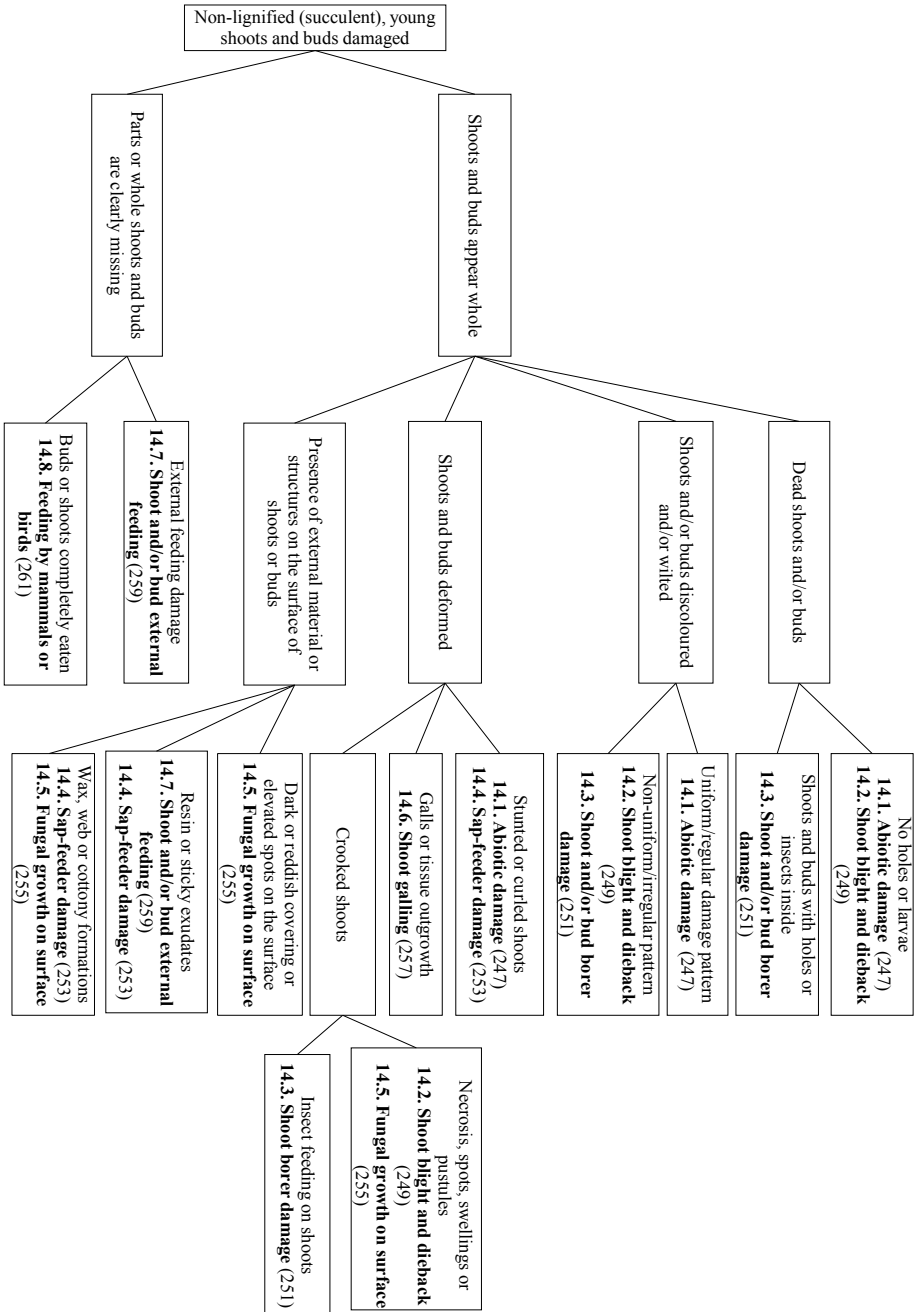 Non-lignified (succulent), young
shoots and buds damaged
Shoots and buds appear whole
Parts or whole shoots and buds
are clearly missing
Dead shoots and/or buds
Shoots and/or buds discoloured
and/or wilted
Shoots and buds deformed
Presence of external material or
structures on the surface of
shoots or buds
External feeding damage
14.7. Shoot and/or bud external
feeding (259)
Buds or shoots completely eaten
14.8. Feeding by mammals or
birds (261)
No holes or larvae
14.1. Abiotic damage (247)
14.2. Shoot blight and dieback
(249)
Shoots and buds with holes or
insects inside
14.3. Shoot and/or bud borer
damage (251)
Uniform/regular damage pattern
14.1. Abiotic damage (247)
Non-uniform/irregular pattern
14.2. Shoot blight and dieback
(249)
14.3. Shoot and/or bud borer
damage (251)
Stunted or curled shoots
14.1. Abiotic damage (247)
14.4. Sap-feeder damage (253)
Galls or tissue outgrowth
14.6. Shoot galling (257)
Crooked shoots
Dark or reddish covering or
elevated spots on the surface
14.5. Fungal growth on surface
(255)
Resin or sticky exudates
14.7. Shoot and/or bud external
feeding (259)
14.4. Sap-feeder damage (253)
Wax, web or cottony formations
14.4. Sap-feeder damage (253)
14.5. Fungal growth on surface
(255)
Necrosis, spots, swellings or
pustules
14.2. Shoot blight and dieback
(249)
14.5. Fungal growth on surface
(255)
Insect feeding on shoots
14.3. Shoot borer damage (251)